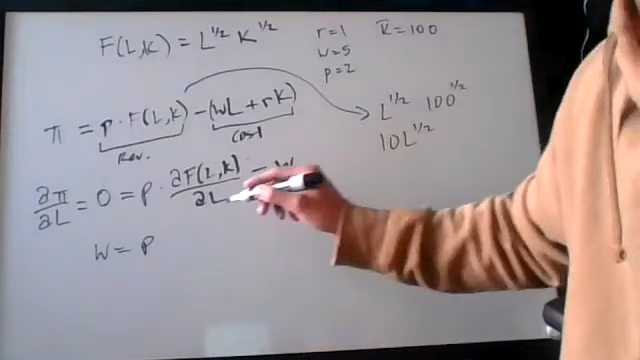 F(L,K) = L^1/2 K^1/2
r=1 K̄=100
w=5
p=2
π = p · F(L,K) - (wL + rK)
Rev. Cost
L^1/2 100^1/2
10L^1/2
∂π/∂L = 0 = p · ∂F(L,K)/∂L - w
w = p